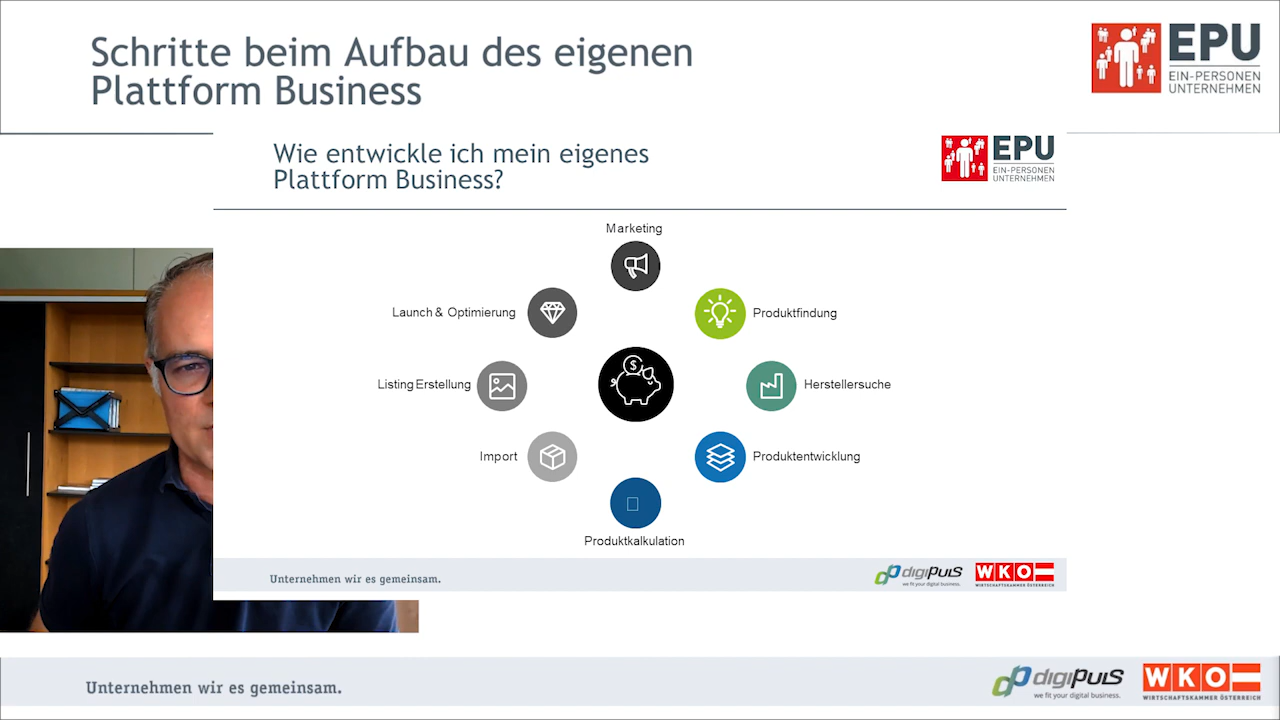 Schritte beim Aufbau des eigenen
Plattform Business
EPU
EIN-PERSONEN
UNTERNEHMEN
Wie entwickle ich mein eigenes
Plattform Business?
EPU
EIN-PERSONEN
UNTERNEHMEN
Marketing
Launch & Optimierung
Produktfindung
Listing Erstellung
$
Herstellersuche
Import
Produktentwicklung
Produktkalkulation
Unternehmen wir es gemeinsam.
digiPulS
we fit your digital business.
WKO
WIRTSCHAFTSKAMMER ÖSTERREICH
Unternehmen wir es gemeinsam.
digiPulS
we fit your digital business.
WKO
WIRTSCHAFTSKAMMER ÖSTERREICH